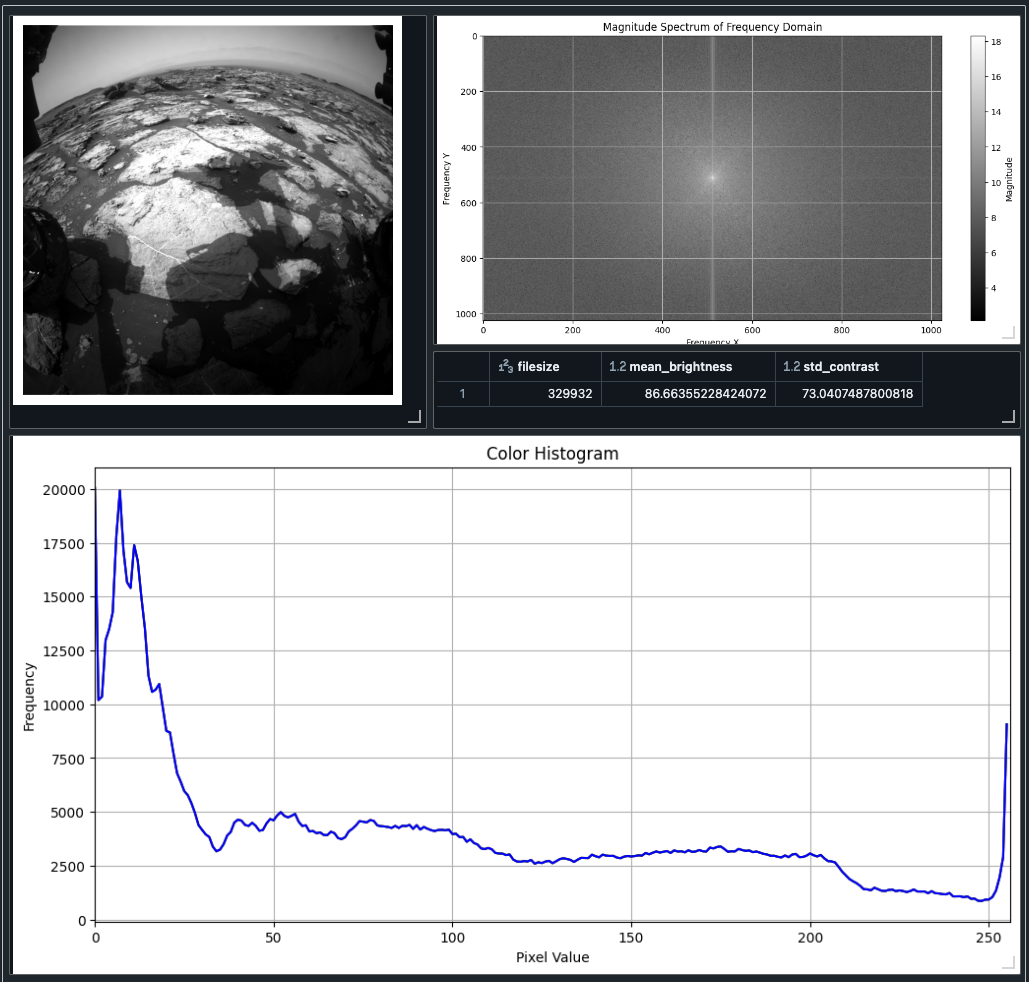 Magnitude Spectrum of Frequency Domain
0
200
400
600
800
1000
Frequency Y
0 200 400 600 800 1000
Frequency X
18
16
14
12
10
8
6
4
Magnitude
123 filesize 1.2 mean_brightness 1.2 std_contrast
1 329932 86.66355228424072 73.0407487800818
Color Histogram
20000
17500
15000
12500
10000
7500
5000
2500
0
Frequency
0 50 100 150 200 250
Pixel Value